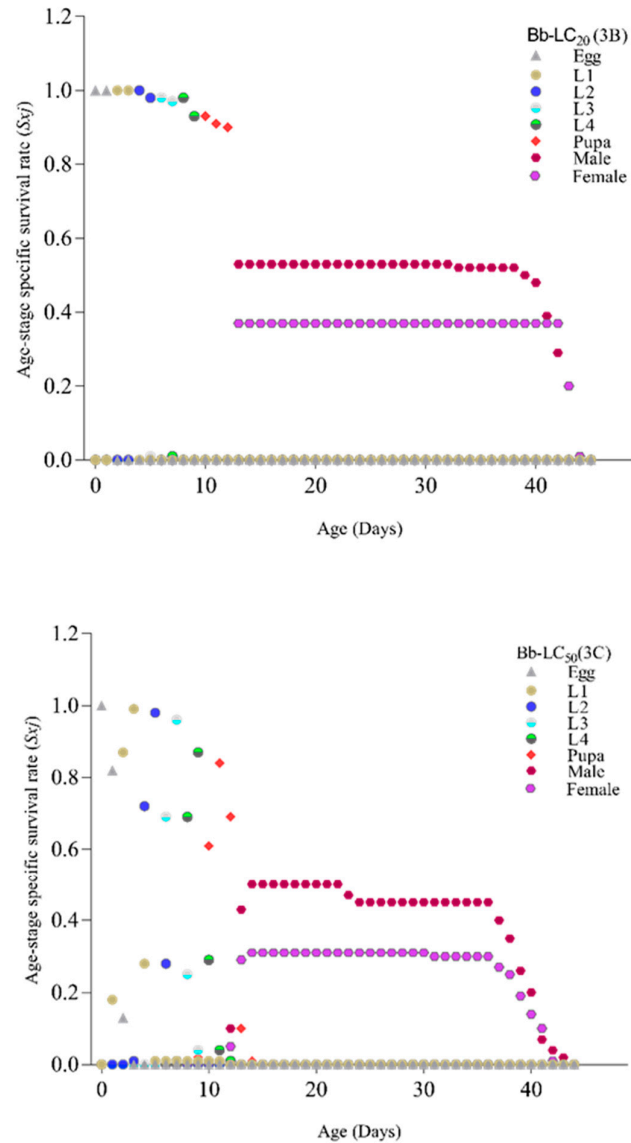 1.2
1.0
0.8
0.6
0.4
0.2
0.0
Age-stage specific survival rate (Sxj)
0 10 20 30 40
Age (Days)
Bb-LC20 (3B)
Egg
L1
L2
L3
L4
Pupa
Male
Female
1.2
1.0
0.8
0.6
0.4
0.2
0.0
Age-stage specific survival rate (Sxj)
0 10 20 30 40
Age (Days)
Bb-LC50(3C)
Egg
L1
L2
L3
L4
Pupa
Male
Female